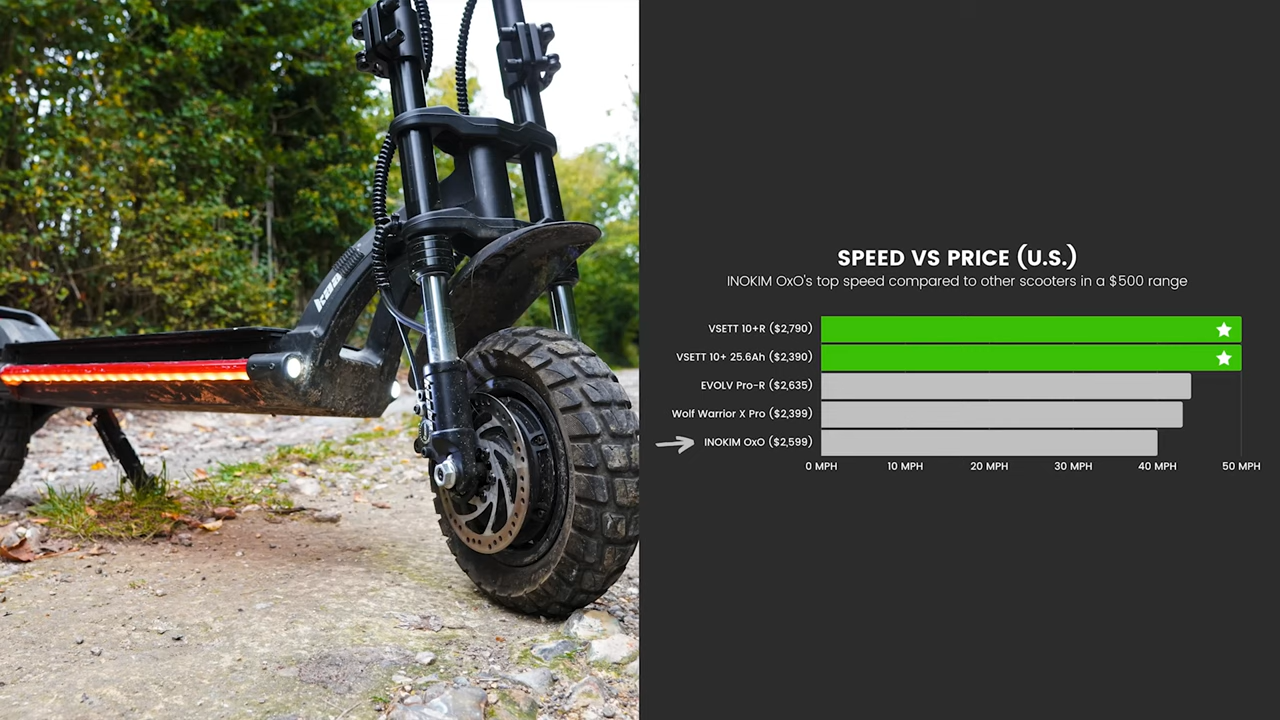 SPEED VS PRICE (U.S.)
INOKIM OxO's top speed compared to other scooters in a $500 range
VSETT 10+R ($2,790)
VSETT 10+ 25.6Ah ($2,390)
EVOLV Pro-R ($2,635)
Wolf Warrior X Pro ($2,399)
INOKIM OxO ($2,599)
0 MPH 10 MPH 20 MPH 30 MPH 40 MPH 50 MPH